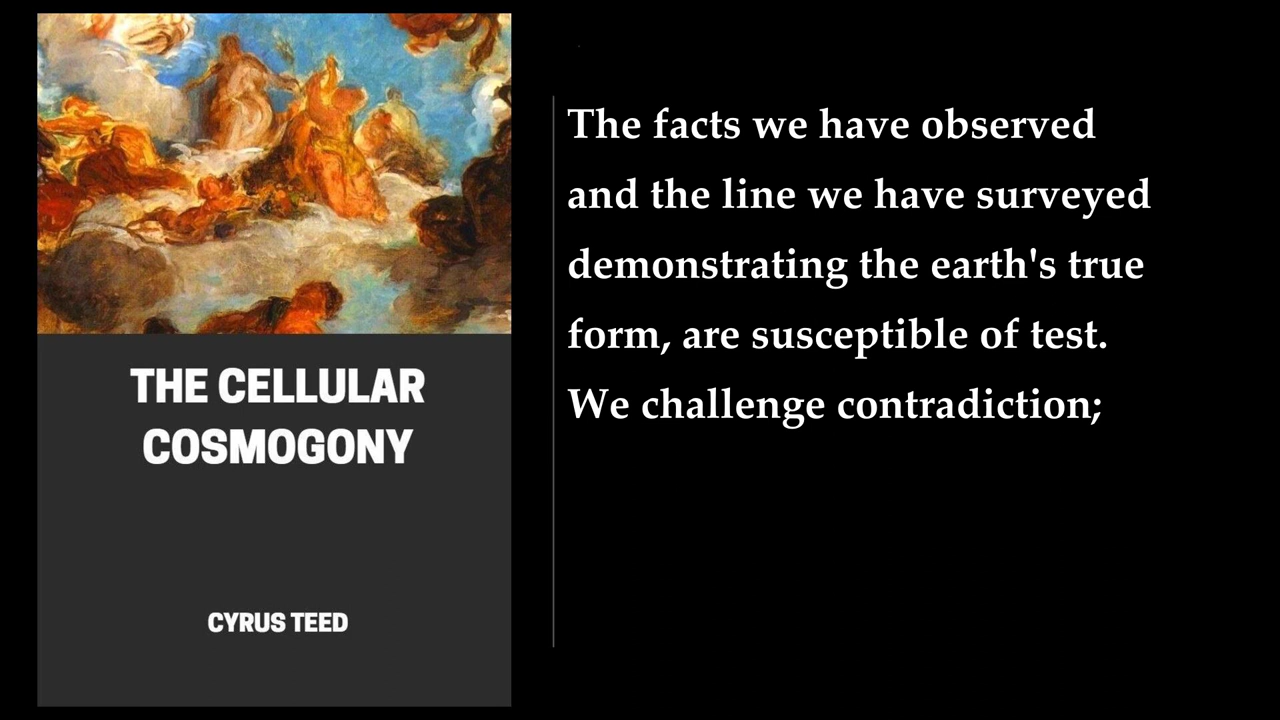 THE CELLULAR
COSMOGONY
CYRUS TEED
The facts we have observed
and the line we have surveyed
demonstrating the earth's true
form, are susceptible of test.
We challenge contradiction;